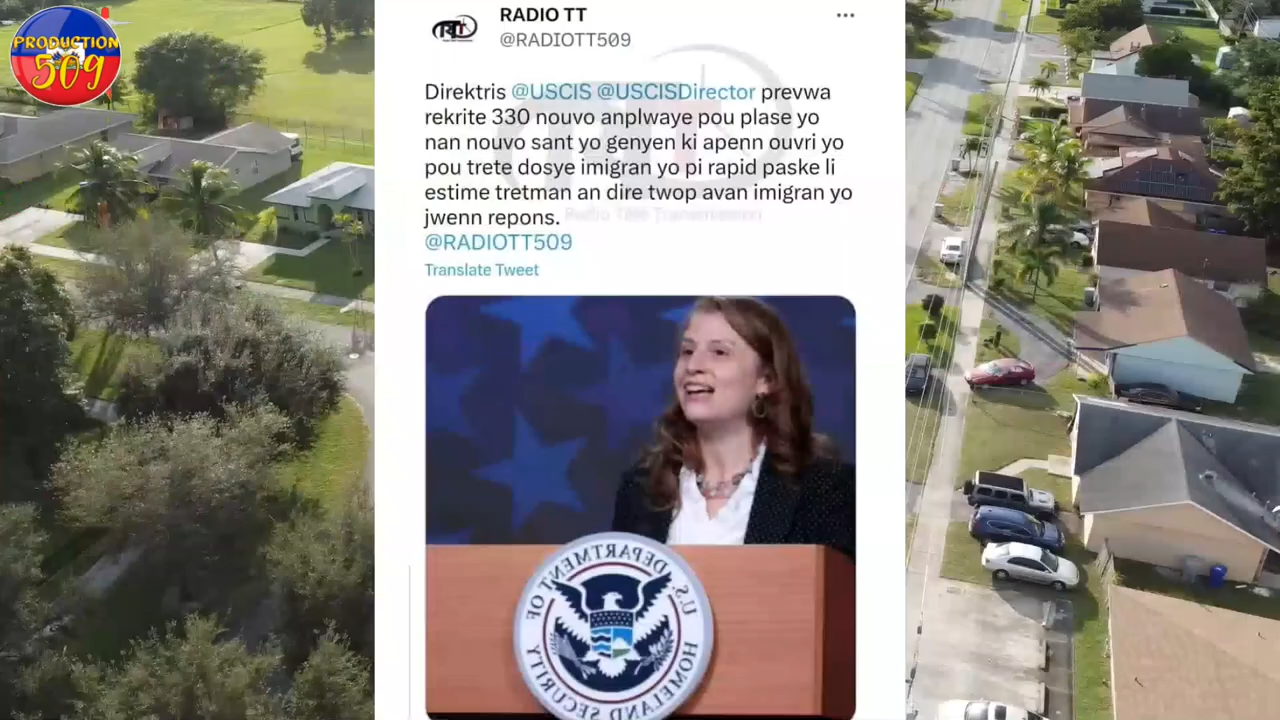 PRODUCTION
509
RADIO TT
@RADIOTT509
Direktris @USCIS @USCISDirector prevwa
rekrite 330 nouvo anplwaye pou plase yo
nan nouvo sant yo genyen ki apenn ouvri yo
pou trete dosye imigran yo pi rapid paske li
estime tretman an dire twop avan imigran yo
jwenn repons.
@RADIOTT509
Translate Tweet
U.S. DEPARTMENT OF
HOMELAND SECURITY